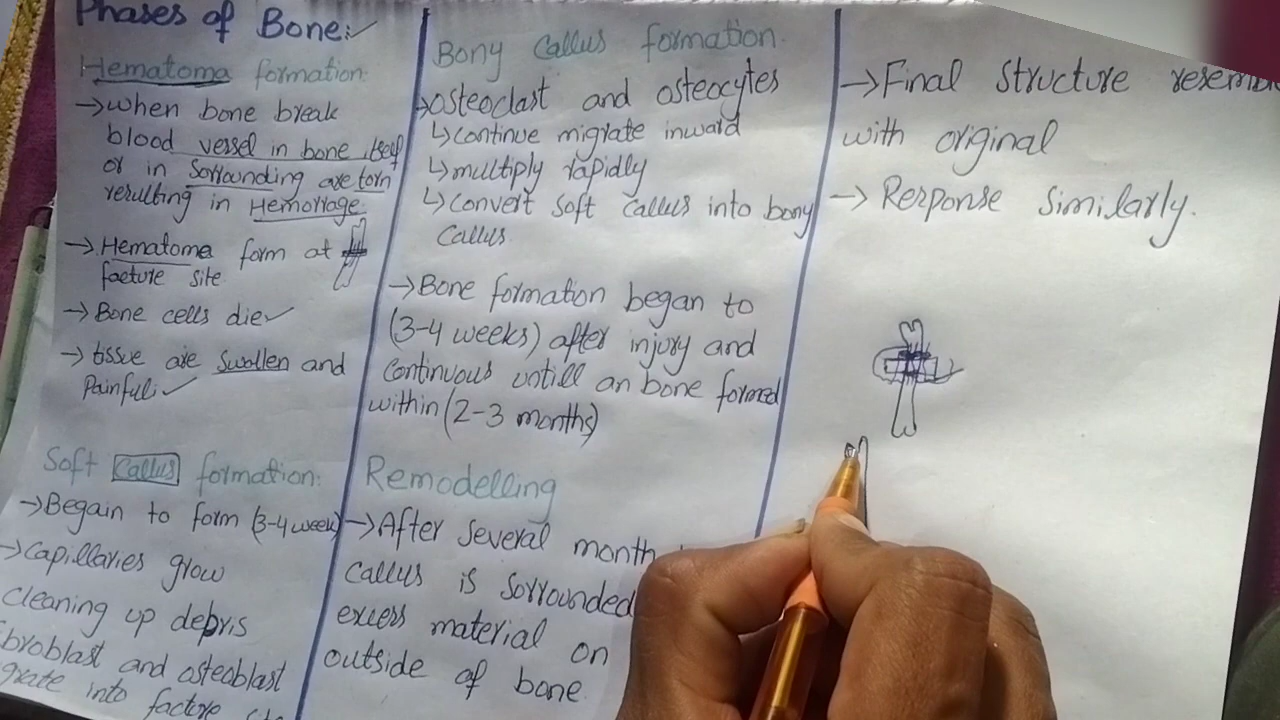 Phases of Bone:
Hematoma formation:
→when bone break
blood vessel in bone itself
or in Sorrounding are torn
resulting in Hemorrage
→Hematoma form at
facture site
→Bone cells die
→tissue are Swollen and
Painful:
Soft Callus formation:
→Begain to form (3-4 week)
→Capillaries grow
cleaning up debris
broblast and osteoblast
grate into factore
Bony Callus formation.
→osteoclast and osteocytes
↳continue migrate inward
↳multiply rapidly
↳Convert Soft Callus into bony
Callus
→Bone formation began to
(3-4 weeks) after injury and
Continuous untill an bone formed
within (2-3 months)
Remodelling
→After Several month
Callus is Sorrounded
excess material on
outside of bone.
→Final Structure resem
with original
→Response Similarly.